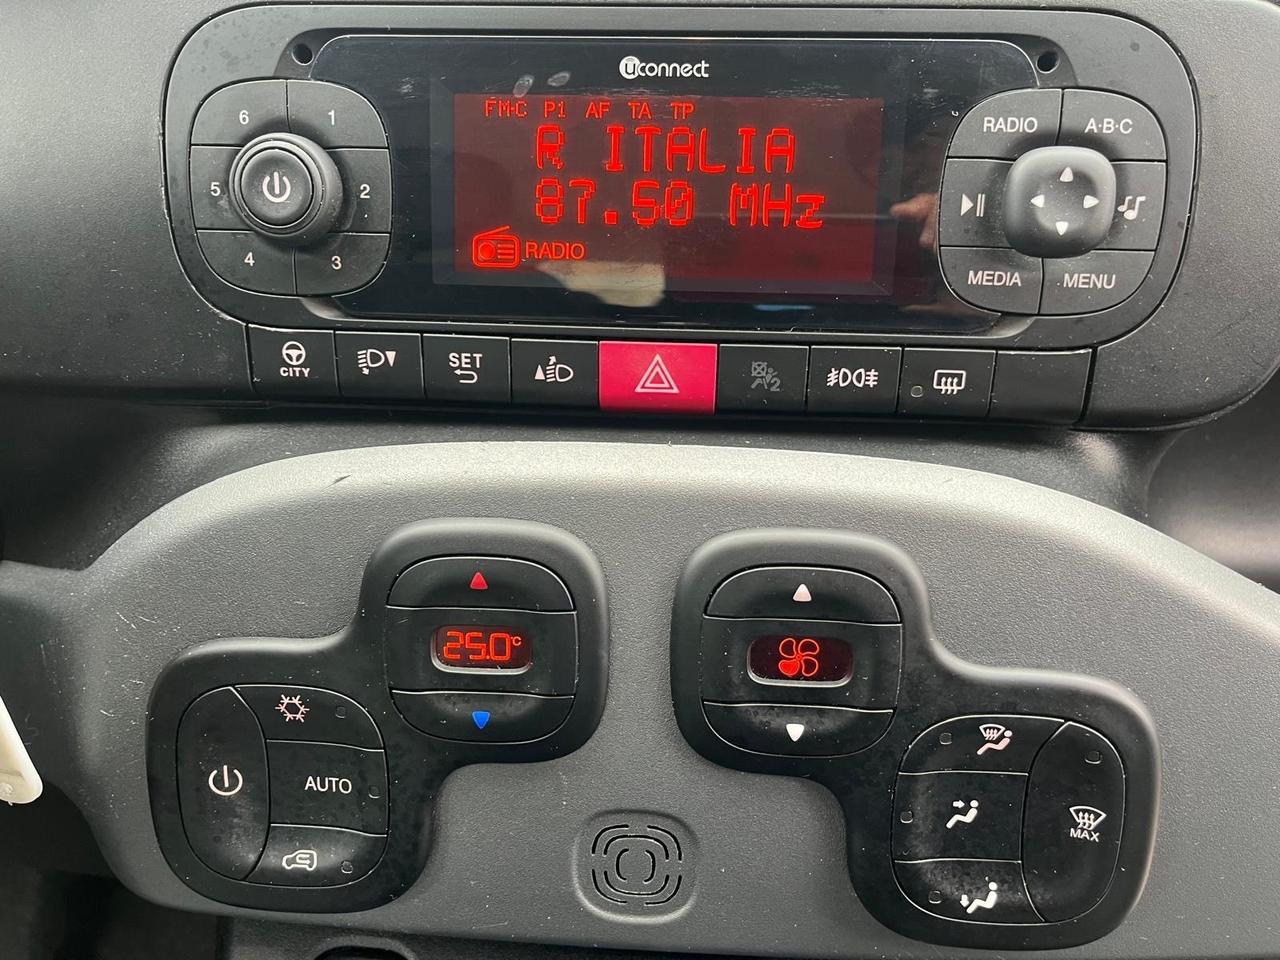 uconnect
FM-C P1 AF TA TP
R ITALIA
87.50 MHz
RADIO
6
1
5
2
4
3
RADIO
A·B·C
MEDIA
MENU
CITY
SET
2
25.0°C
AUTO
MAX